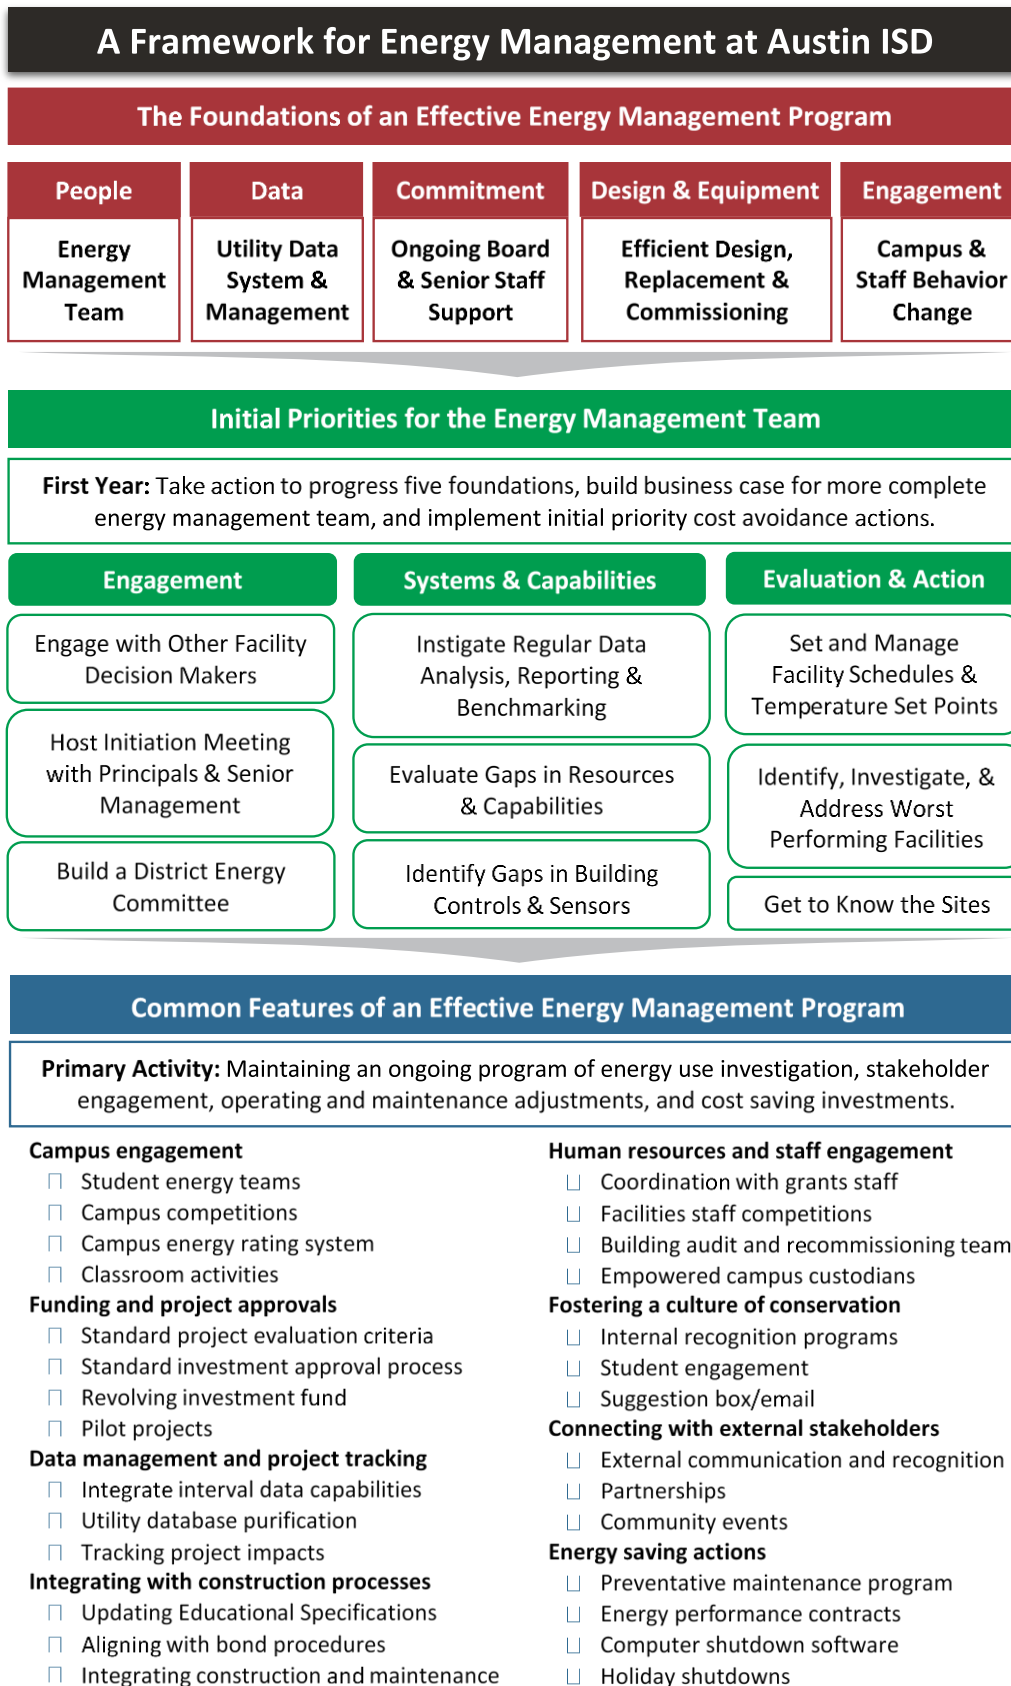 A Framework for Energy Management at Austin ISD
The Foundations of an Effective Energy Management Program
People
Energy
Management
Team
Data
Utility Data
System &
Management
Commitment
Ongoing Board
& Senior Staff
Support
Design & Equipment
Efficient Design,
Replacement &
Commissioning
Engagement
Campus &
Staff Behavior
Change
Initial Priorities for the Energy Management Team
First Year: Take action to progress five foundations, build business case for more complete
energy management team, and implement initial priority cost avoidance actions.
Engagement
Engage with Other Facility
Decision Makers
Host Initiation Meeting
with Principals & Senior
Management
Build a District Energy
Committee
Systems & Capabilities
Instigate Regular Data
Analysis, Reporting &
Benchmarking
Evaluate Gaps in Resources
& Capabilities
Identify Gaps in Building
Controls & Sensors
Evaluation & Action
Set and Manage
Facility Schedules &
Temperature Set Points
Identify, Investigate, &
Address Worst
Performing Facilities
Get to Know the Sites
Common Features of an Effective Energy Management Program
Primary Activity: Maintaining an ongoing program of energy use investigation, stakeholder
engagement, operating and maintenance adjustments, and cost saving investments.
Campus engagement
Student energy teams
Campus competitions
Campus energy rating system
Classroom activities
Funding and project approvals
Standard project evaluation criteria
Standard investment approval process
Revolving investment fund
Pilot projects
Data management and project tracking
Integrate interval data capabilities
Utility database purification
Tracking project impacts
Integrating with construction processes
Updating Educational Specifications
Aligning with bond procedures
Integrating construction and maintenance
Human resources and staff engagement
Coordination with grants staff
Facilities staff competitions
Building audit and recommissioning team
Empowered campus custodians
Fostering a culture of conservation
Internal recognition programs
Student engagement
Suggestion box/email
Connecting with external stakeholders
External communication and recognition
Partnerships
Community events
Energy saving actions
Preventative maintenance program
Energy performance contracts
Computer shutdown software
Holiday shutdowns